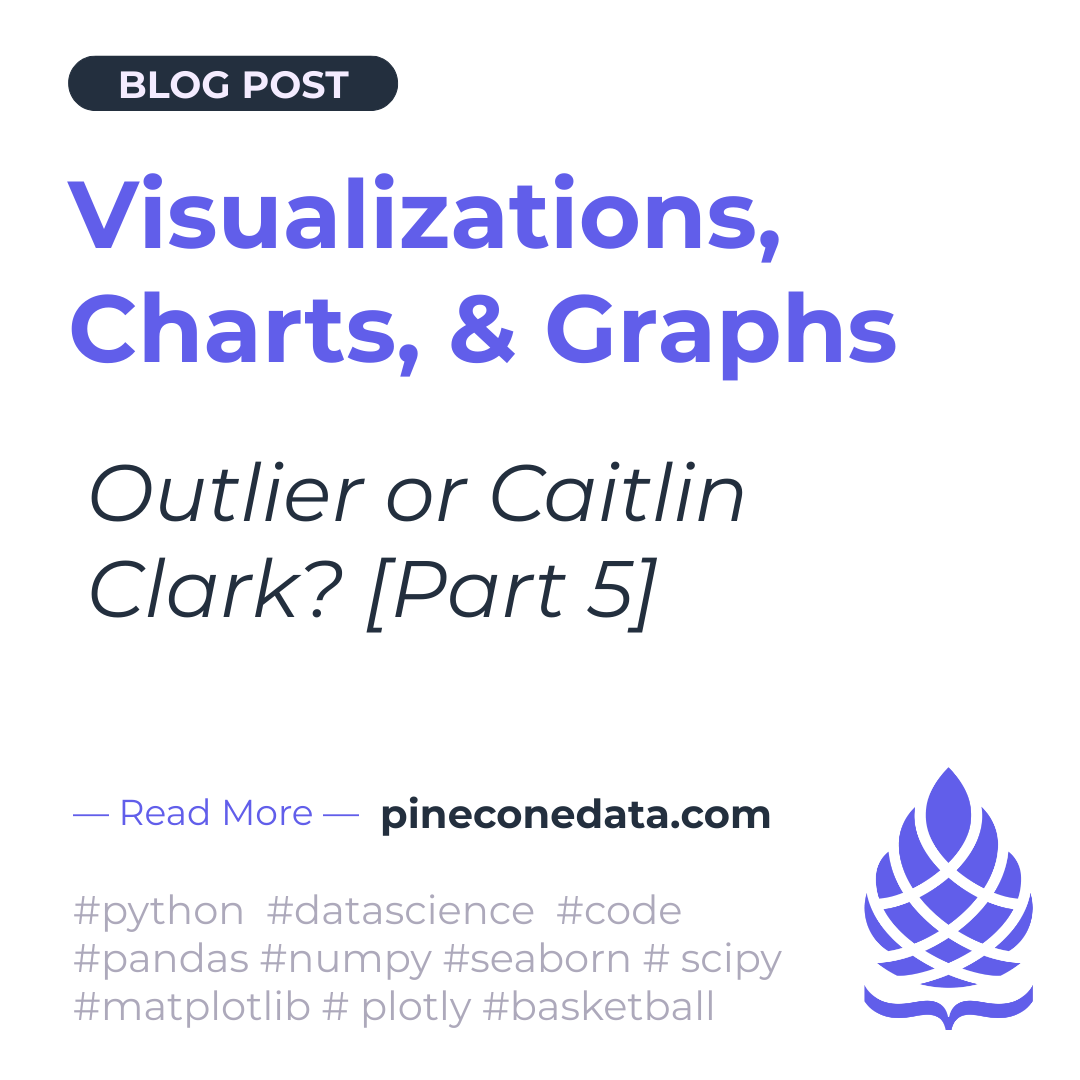 BLOG POST
Visualizations,
Charts, & Graphs
Outlier or Caitlin
Clark? [Part 5]
— Read More — pineconedata.com
#python #datascience #code
#pandas #numpy #seaborn # scipy
#matplotlib # plotly #basketball